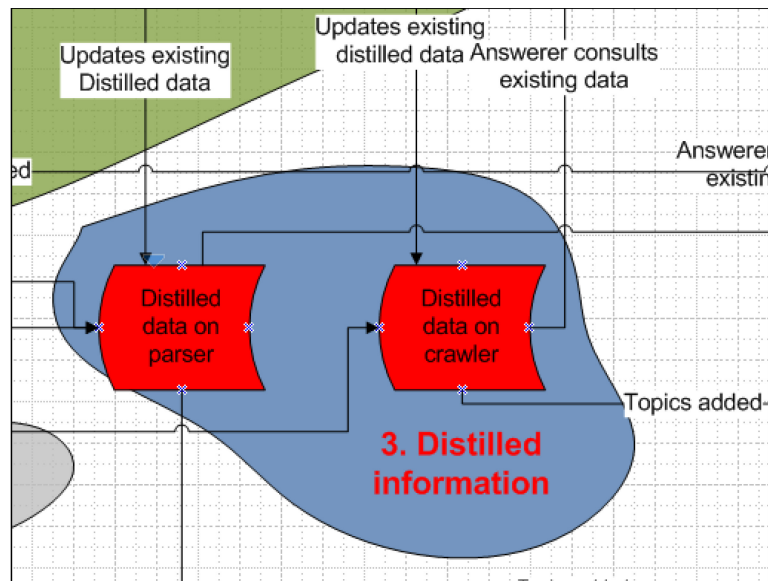 Updates existing
Distilled data
Updates existing
distilled data
Answerer consults
existing data
ed
Answerer
existin
Distilled
data on
parser
Distilled
data on
crawler
Topics added-
3. Distilled
information